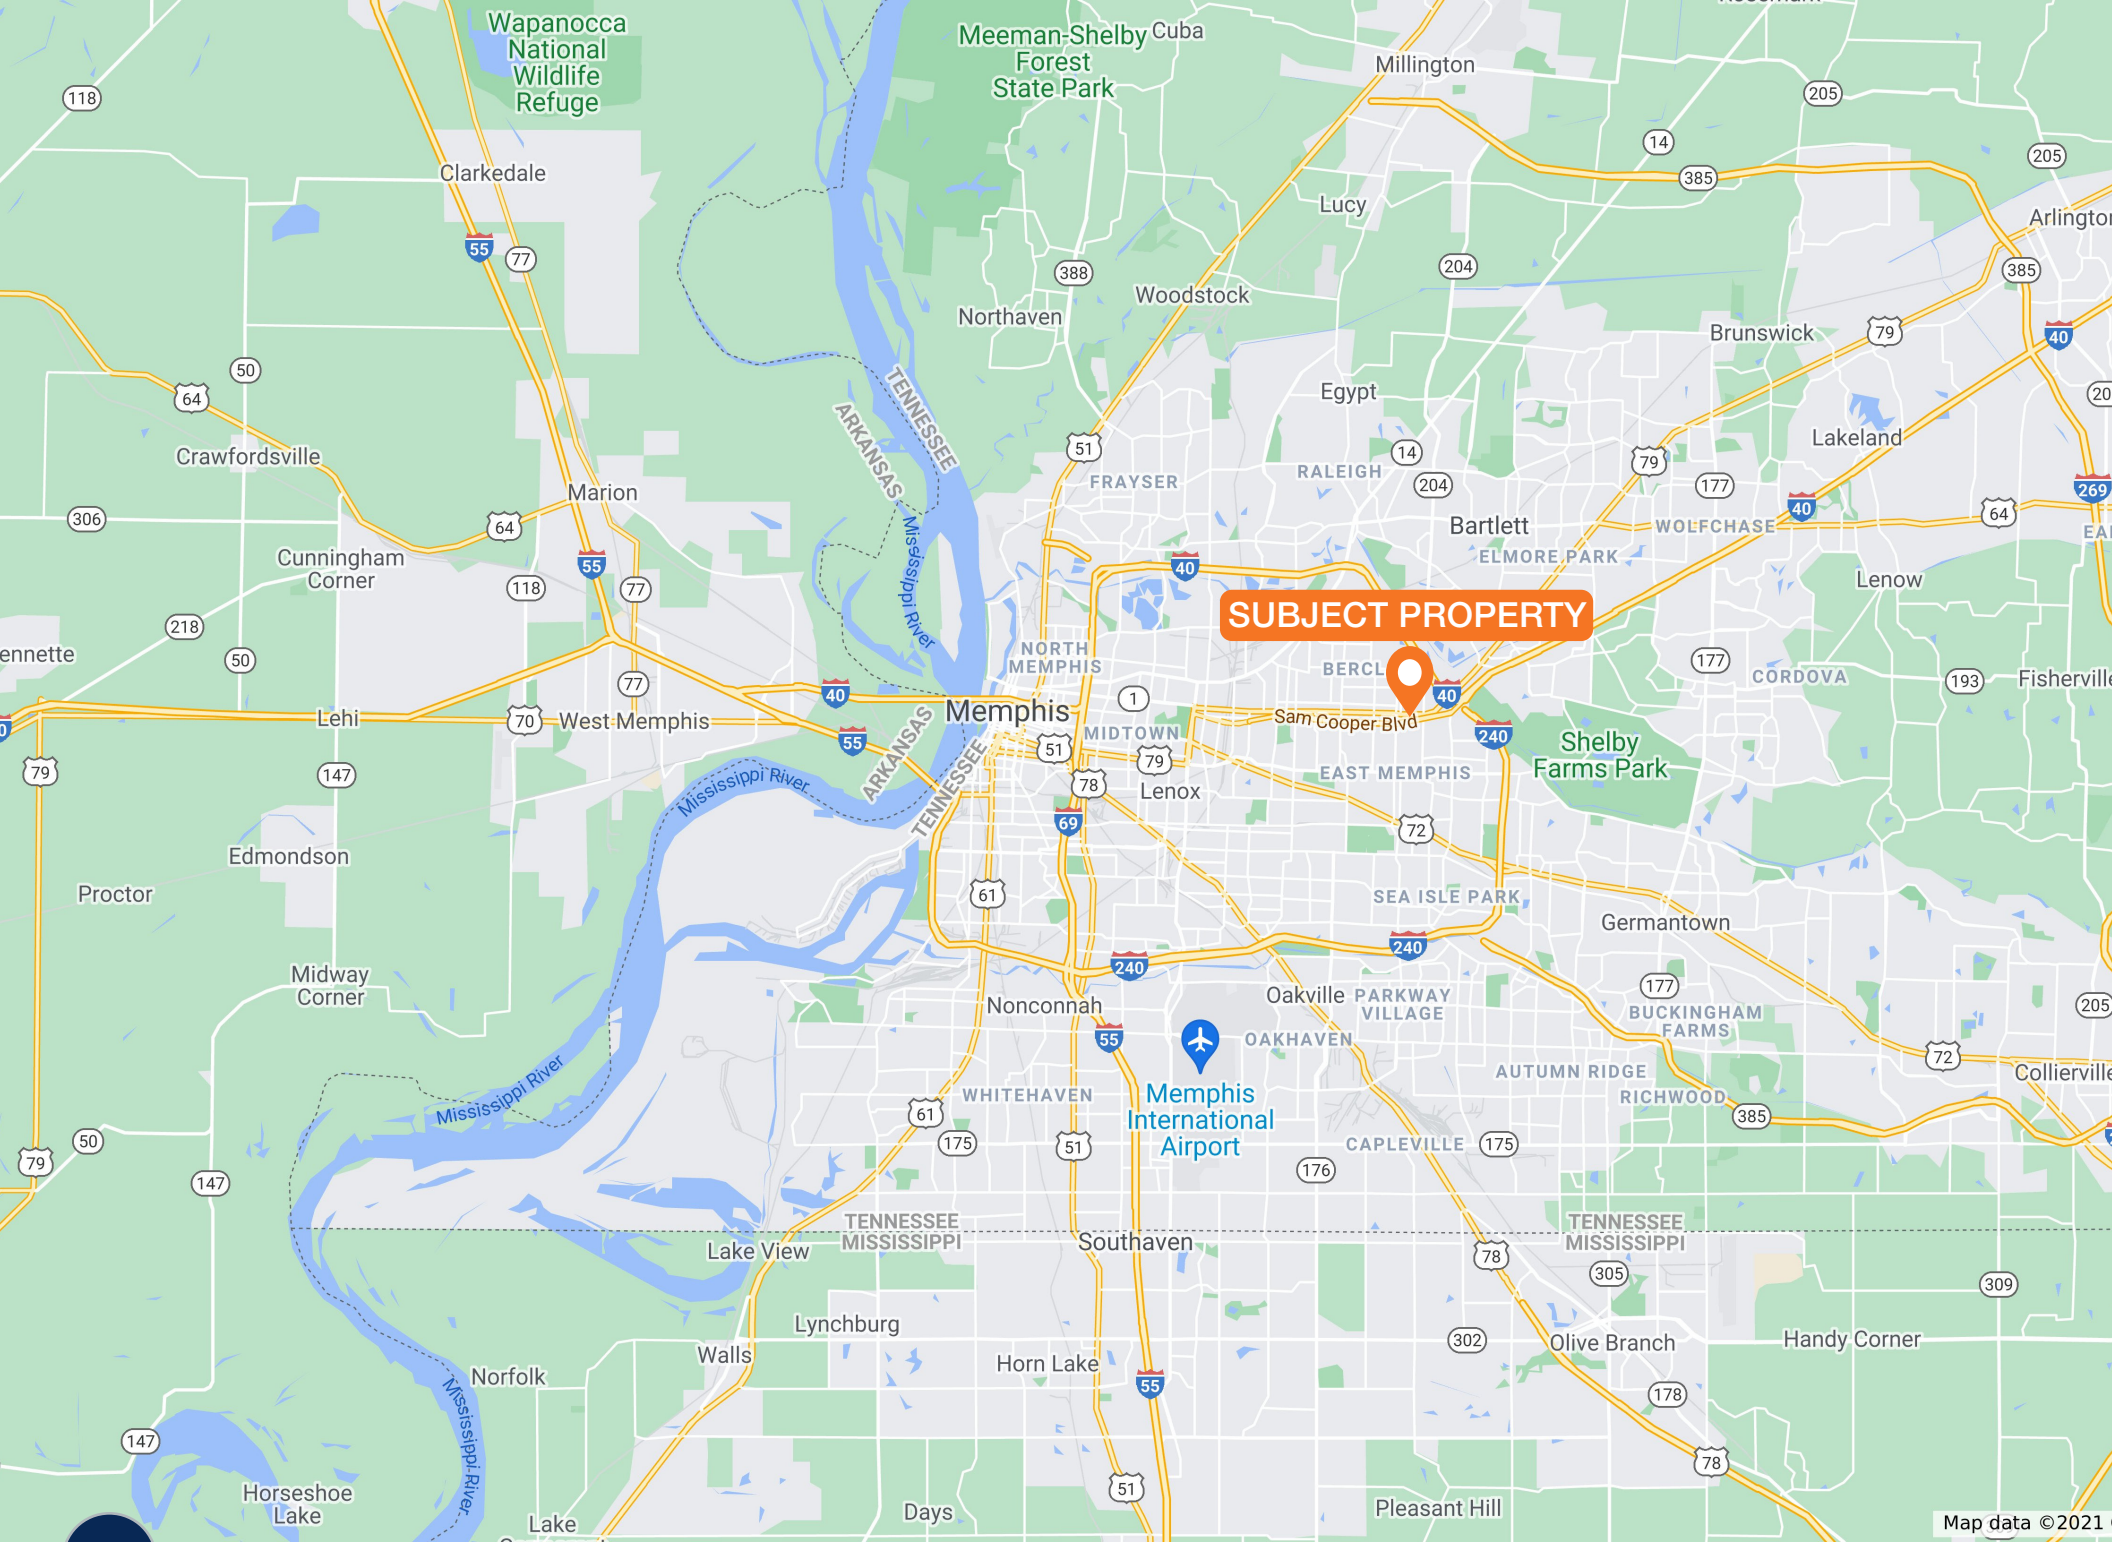 Wapanocca
National
Wildlife
Refuge
Meeman-Shelby
Forest
State Park
Cuba
Millington
118
205
14
385
205
Clarkedale
Lucy
Arlington
55
77
388
204
385
Woodstock
Northaven
Brunswick
79
40
50
64
TENNESSEE
ARKANSAS
Egypt
20
Crawfordsville
51
14
79
Lakeland
FRAYSER
RALEIGH
204
177
269
Marion
40
306
64
Mississippi River
Bartlett
WOLFCHASE
64
EA
Cunningham
Corner
55
40
ELMORE PARK
118
77
Lenow
218
SUBJECT PROPERTY
ennette
50
NORTH
MEMPHIS
BERCL
177
CORDOVA
193
Fisherville
77
40
1
40
Lehi
70
West Memphis
Memphis
Sam Cooper Blvd
0
55
ARKANSAS
TENNESSEE
51
MIDTOWN
79
240
Shelby
Farms Park
79
147
Mississippi River
78
Lenox
EAST MEMPHIS
69
72
Edmondson
Proctor
61
SEA ISLE PARK
Germantown
240
240
Midway
Corner
Nonconnah
Oakville
PARKWAY
VILLAGE
177
205
BUCKINGHAM
FARMS
55
OAKHAVEN
72
Mississippi River
WHITEHAVEN
Memphis
International
Airport
AUTUMN RIDGE
Collierville
RICHWOOD
61
385
50
175
51
CAPLEVILLE
175
79
176
147
TENNESSEE
MISSISSIPPI
TENNESSEE
MISSISSIPPI
Lake View
Southaven
78
305
309
Lynchburg
302
Olive Branch
Handy Corner
Walls
Horn Lake
55
Norfolk
178
Mississippi River
147
78
Horseshoe
Lake
51
Days
Pleasant Hill
Lake
Map data ©2021